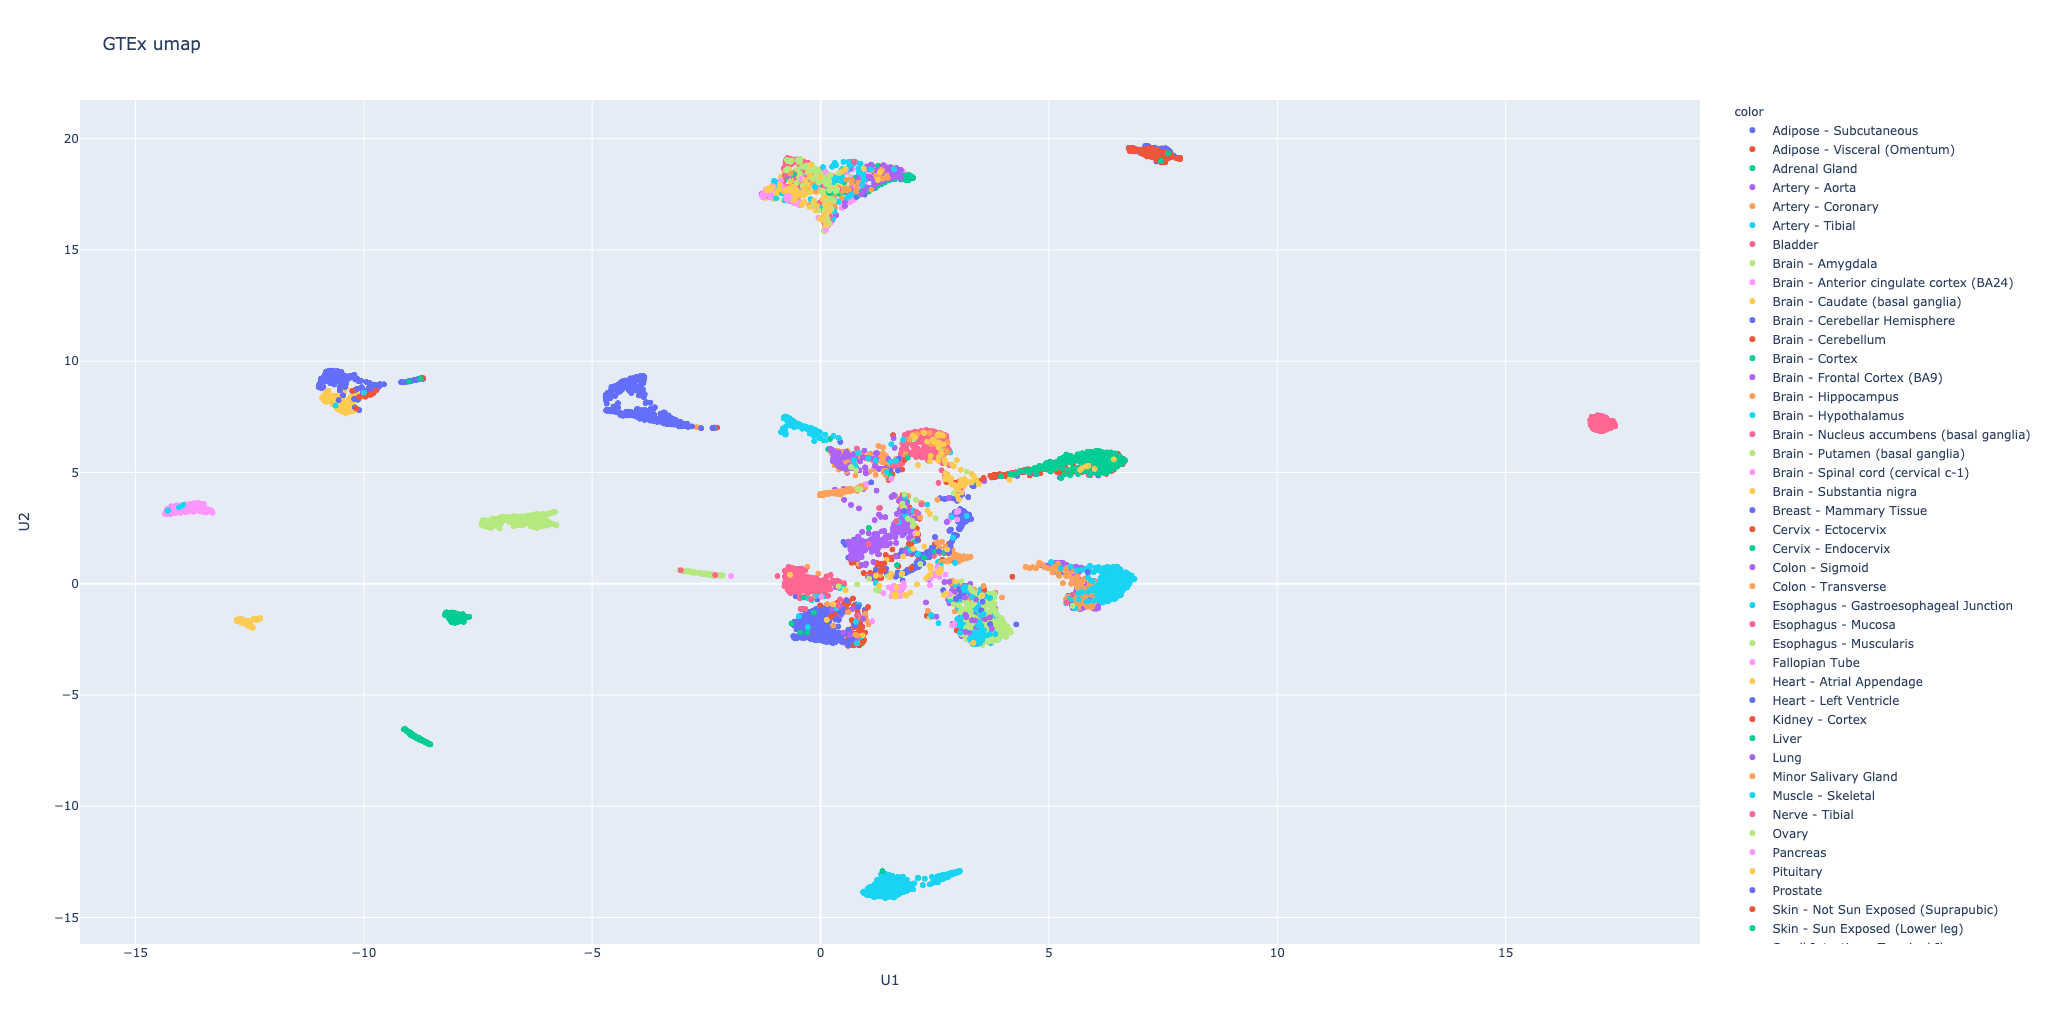 GTEx umap
color
Adipose - Subcutaneous
Adipose - Visceral (Omentum)
Adrenal Gland
Artery - Aorta
Artery - Coronary
Artery - Tibial
Bladder
Brain - Amygdala
Brain - Anterior cingulate cortex (BA24)
Brain - Caudate (basal ganglia)
Brain - Cerebellar Hemisphere
Brain - Cerebellum
Brain - Cortex
Brain - Frontal Cortex (BA9)
Brain - Hippocampus
Brain - Hypothalamus
Brain - Nucleus accumbens (basal ganglia)
Brain - Putamen (basal ganglia)
Brain - Spinal cord (cervical c-1)
Brain - Substantia nigra
Breast - Mammary Tissue
Cervix - Ectocervix
Cervix - Endocervix
Colon - Sigmoid
Colon - Transverse
Esophagus - Gastroesophageal Junction
Esophagus - Mucosa
Esophagus - Muscularis
Fallopian Tube
Heart - Atrial Appendage
Heart - Left Ventricle
Kidney - Cortex
Liver
Lung
Minor Salivary Gland
Muscle - Skeletal
Nerve - Tibial
Ovary
Pancreas
Pituitary
Prostate
Skin - Not Sun Exposed (Suprapubic)
Skin - Sun Exposed (Lower leg)
20
15
10
5
0
−5
−10
−15
U2
−15
−10
−5
0
5
10
15
U1